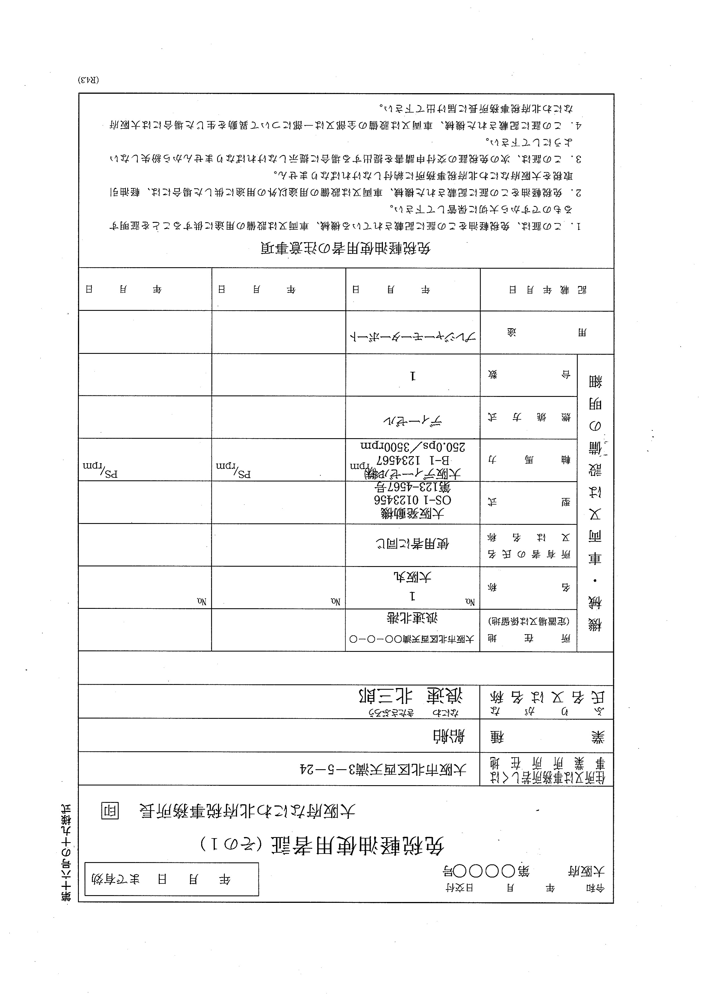 第十六号の十九様式
令和　　年　　月　　日交付
大阪府　　第○○○○号
年　月　日　まで有効
免税軽油使用者証（その１）
大阪府なにわ北府税事務所長　印
住所又は事務所若しくは
事業所所在地
大阪市北区西天満3－5－24
業種
船舶
ふりがな
なにわ　きたさぶろう
氏名又は名称
浪速　北三郎
機械・車両又は設備の明細
所在地
(定置場又は係留地)
大阪市北区西天満○○－○－○
浪速北港
名称
No.　1
大阪丸
No.
No.
所有者の氏名
又は名称
使用者に同じ
型式
大阪発動機
OS-1 0123456
第123-4567号
軸馬力
大阪ディーゼル(株)
B-1 1234567
250.0ps／3500rpm
PS/rpm
PS/rpm
PS/rpm
燃焼方式
ディーゼル
台数
1
用途
プレジャーモーターボート
記載年月日
年　月　日
年　月　日
年　月　日
免税軽油使用者の注意事項
1．この証は、免税軽油をこの証に記載されている機械、車両又は設備の用途に供することを証明す
るものですから大切に保管して下さい。
2．免税軽油をこの証に記載された機械、車両又は設備の用途以外の用途に供した場合には、軽油引
取税を大阪府なにわ北府税事務所に納付しなければなりません。
3．この証は、次の免税証の交付申請書を提出する場合に提示しなければなりませんから紛失しない
ようにして下さい。
4．この証に記載された機械、車両又は設備の全部又は一部について異動を生じた場合には大阪府
なにわ北府税事務所長に届け出て下さい。
(R4.3)